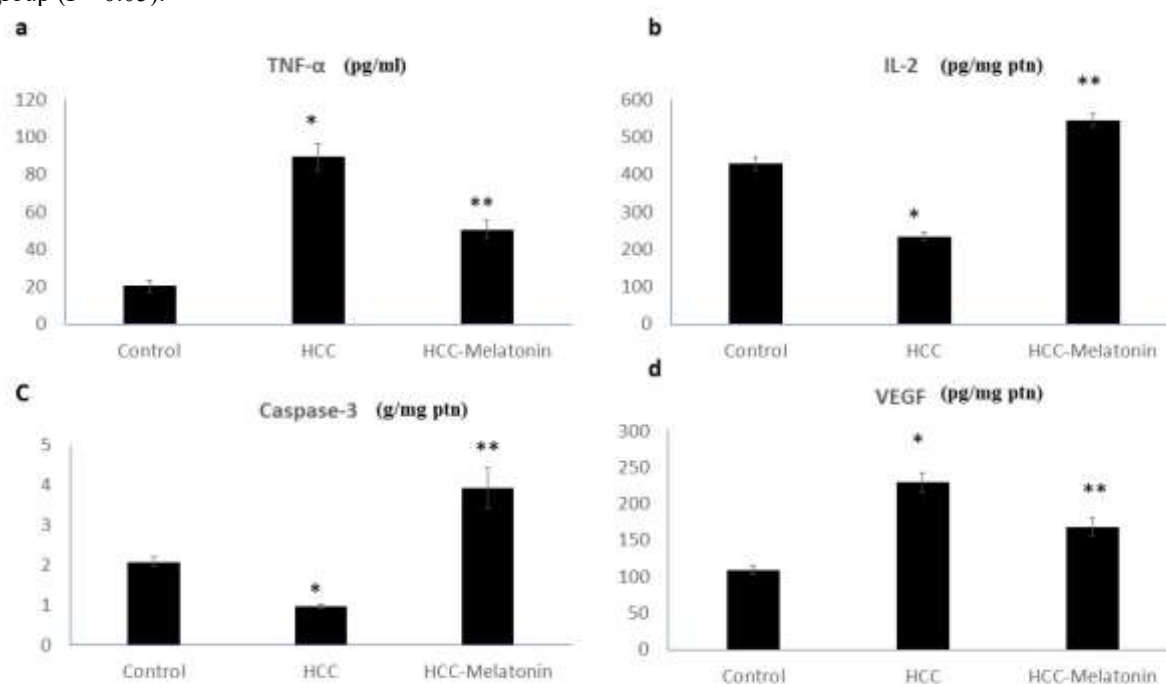 a
TNF-α (pg/ml)
120
100
80
60
40
20
0
*
**
Control HCC HCC-Melatonin
b
IL-2 (pg/mg ptn)
600
500
400
300
200
100
0
*
**
Control HCC HCC-Melatonin
C
Caspase-3 (g/mg ptn)
5
4
3
2
1
0
*
**
Control HCC HCC-Melatonin
d
VEGF (pg/mg ptn)
300
250
200
150
100
50
0
*
**
Control HCC HCC-Melatonin